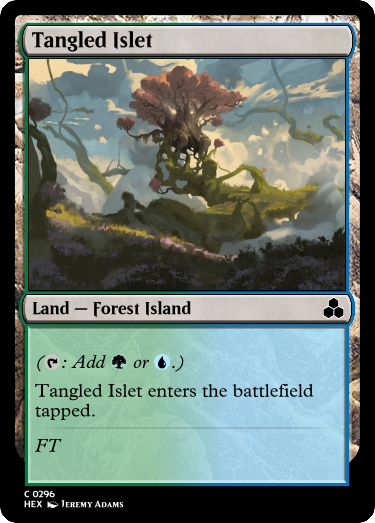 Tangled Islet
Land — Forest Island
(: Add or .)
Tangled Islet enters the battlefield
tapped.
FT
C 0296
HEX Jeremy Adams